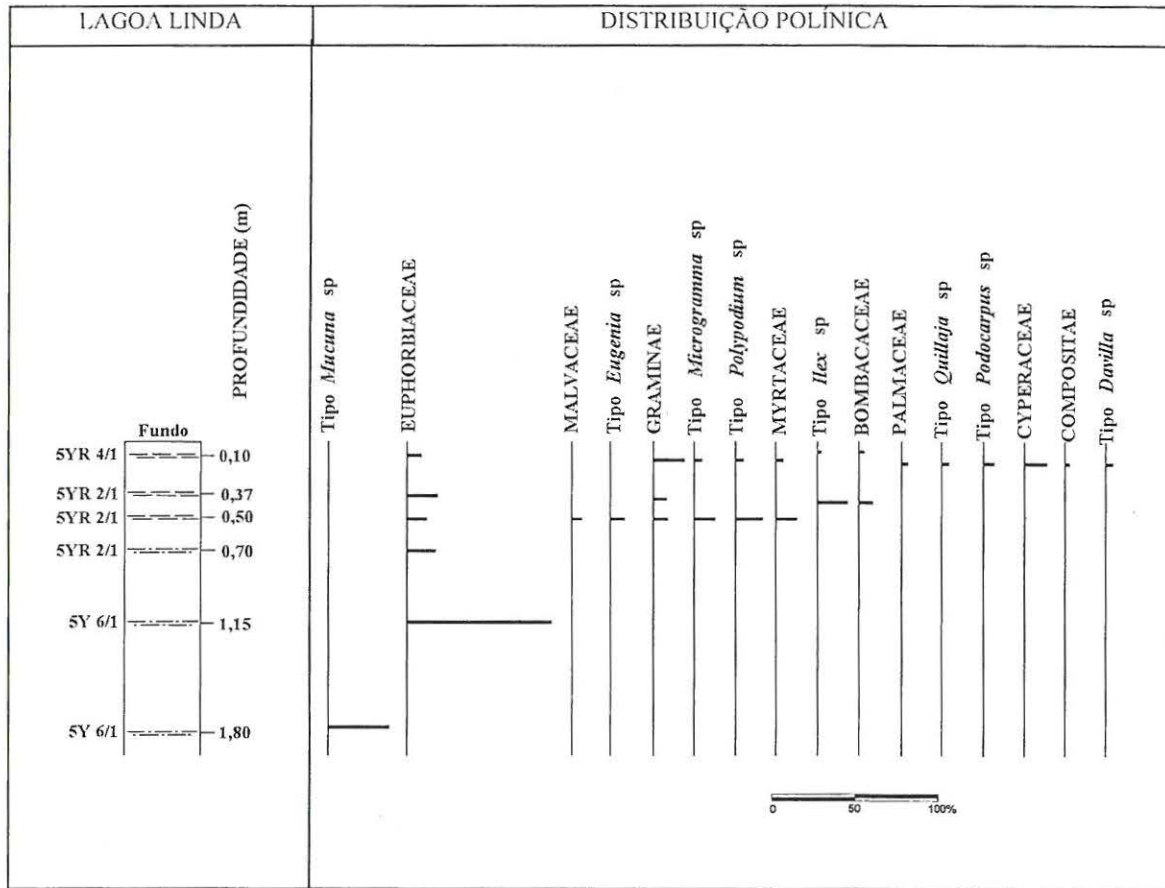 LAGOA LINDA
DISTRIBUIÇÃO POLÍNICA
PROFUNDIDADE (m)
Tipo Mucuna sp
EUPHORBIACEAE
MALVACEAE
Tipo Eugenia sp
GRAMINAE
Tipo Microgramma sp
Tipo Polypodium sp
MYRTACEAE
Tipo Ilex sp
BOMBACACEAE
PALMACEAE
Tipo Quillaja sp
Tipo Podocarpus sp
CYPERACEAE
COMPOSITAE
Tipo Davilla sp
Fundo
5YR 4/1 0,10
5YR 2/1 0,37
5YR 2/1 0,50
5YR 2/1 0,70
5Y 6/1 1,15
5Y 6/1 1,80
0 50 100%